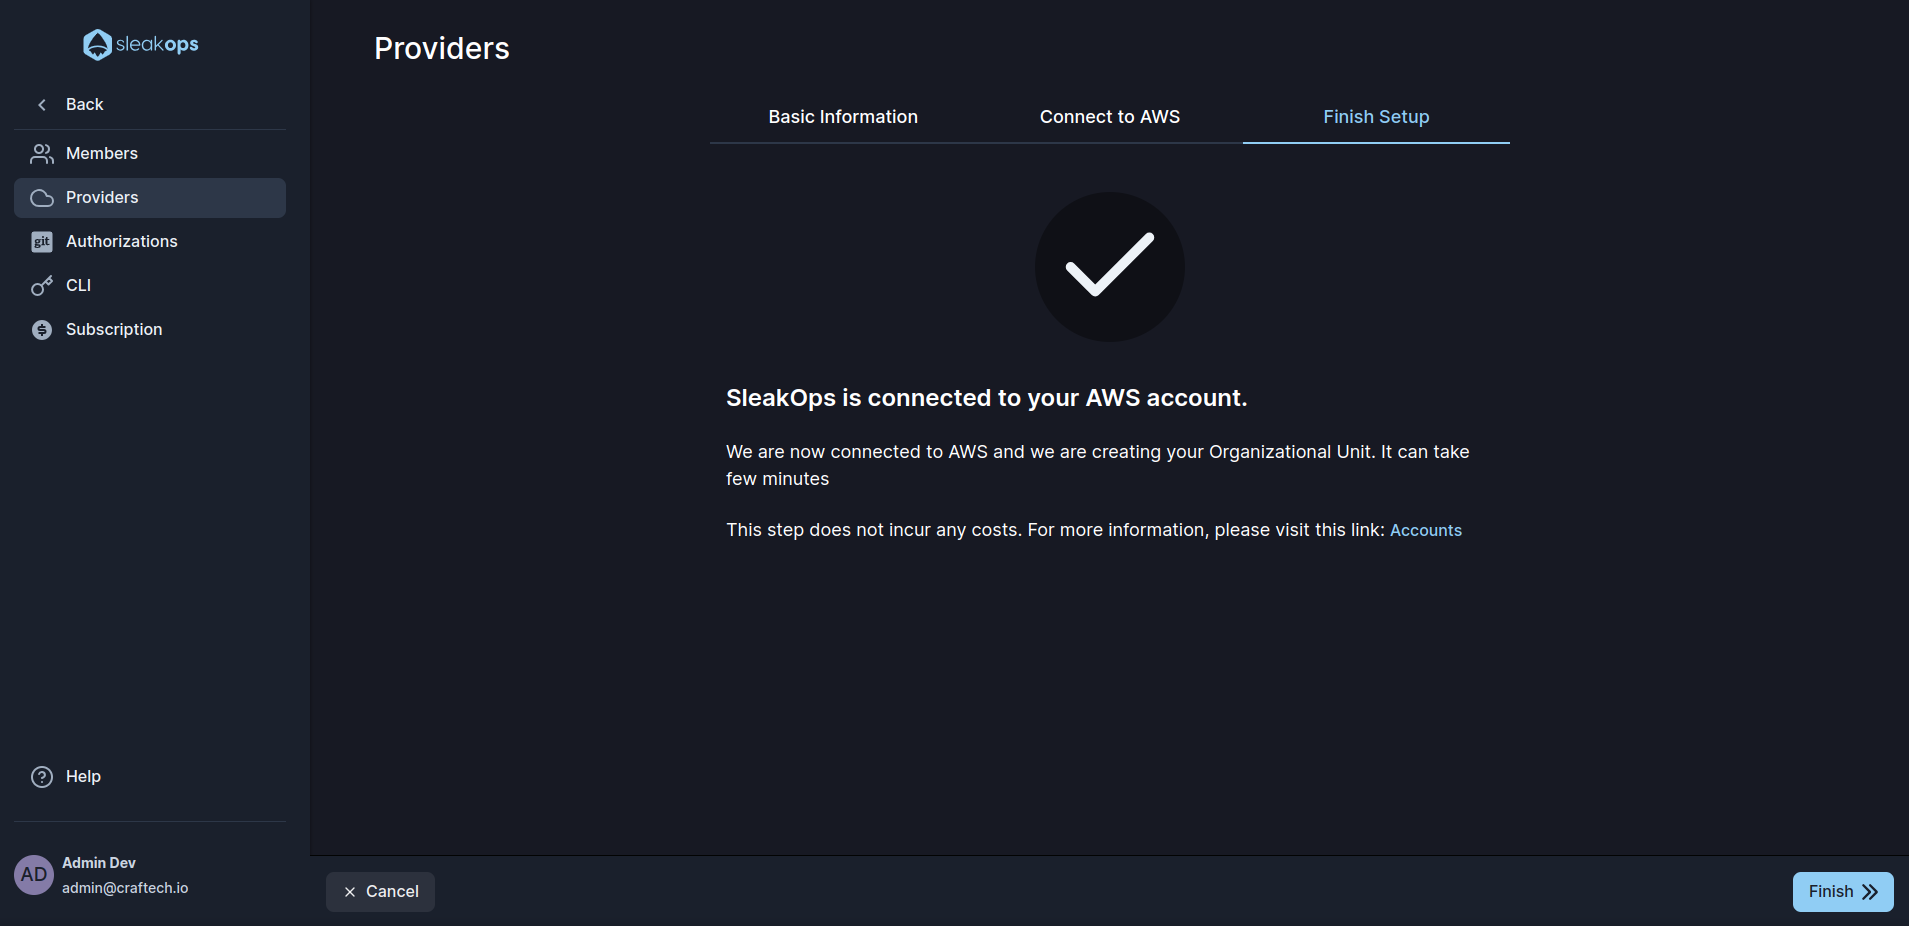 sleakops
Back
Members
Providers
git
Authorizations
CLI
Subscription
Help
AD
Admin Dev
admin@craftech.io
Providers
Basic Information
Connect to AWS
Finish Setup
SleakOps is connected to your AWS account.
We are now connected to AWS and we are creating your Organizational Unit. It can take
few minutes
This step does not incur any costs. For more information, please visit this link: Accounts
Cancel
Finish